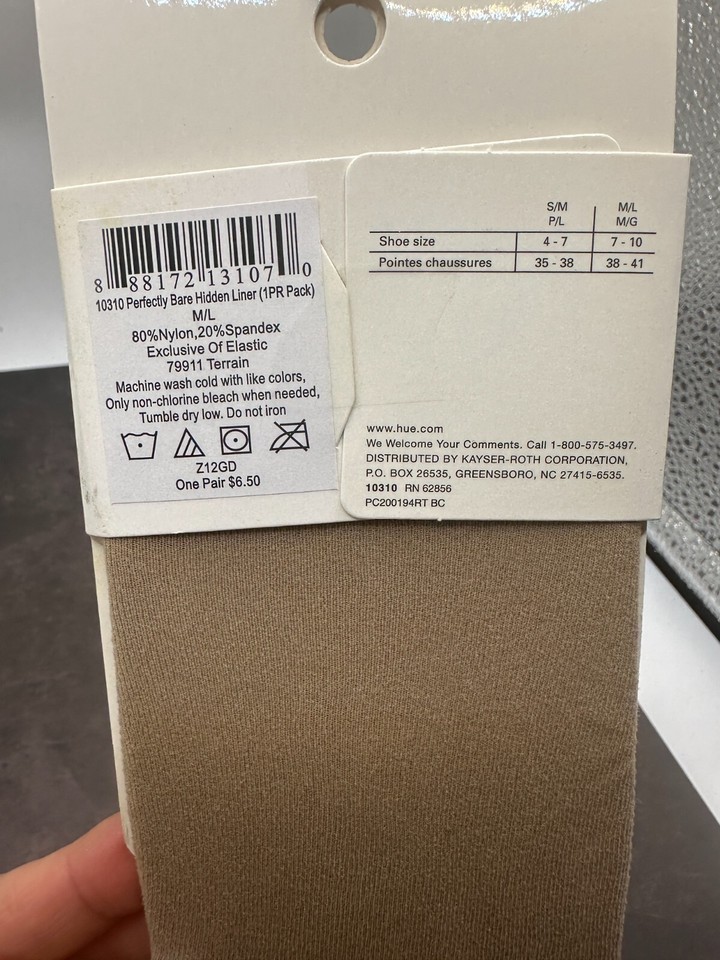 8 88172 13107 0
10310 Perfectly Bare Hidden Liner (1PR Pack)
M/L
80%Nylon,20%Spandex
Exclusive Of Elastic
79911 Terrain
Machine wash cold with like colors,
Only non-chlorine bleach when needed,
Tumble dry low. Do not iron
Z12GD
One Pair $6.50
S/M M/L
P/L M/G
Shoe size 4 - 7 7 - 10
Pointes chaussures 35 - 38 38 - 41
www.hue.com
We Welcome Your Comments. Call 1-800-575-3497.
DISTRIBUTED BY KAYSER-ROTH CORPORATION,
P.O. BOX 26535, GREENSBORO, NC 27415-6535.
10310 RN 62856
PC200194RT BC